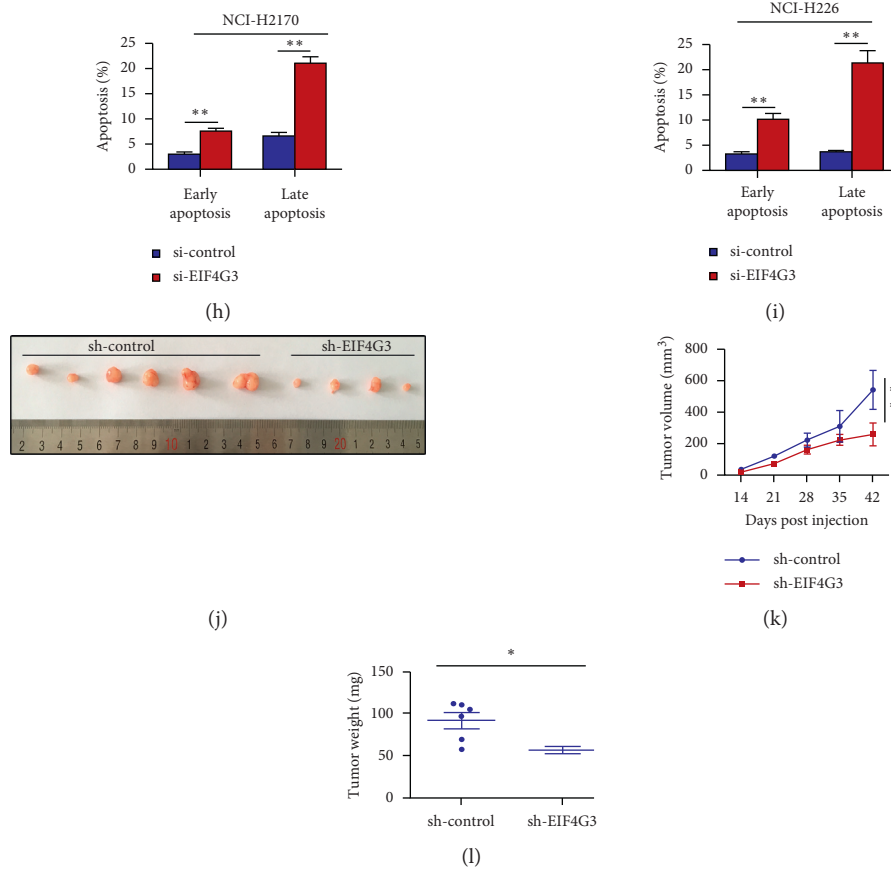 NCI-H2170
Apoptosis (%)
25
20
15
10
5
0
**
**
Early apoptosis
Late apoptosis
si-control
si-EIF4G3
(h)
NCI-H226
Apoptosis (%)
25
20
15
10
5
0
**
**
Early apoptosis
Late apoptosis
si-control
si-EIF4G3
(i)
sh-control
sh-EIF4G3
2 3 4 5 6 7 8 9 10 1 2 3 4 5 6 7 8 9 20 1 2 3 4 5
(j)
Tumor volume (mm³)
800
600
400
200
0
14 21 28 35 42
Days post injection
sh-control
sh-EIF4G3
(k)
Tumor weight (mg)
150
100
50
0
*
sh-control
sh-EIF4G3
(l)